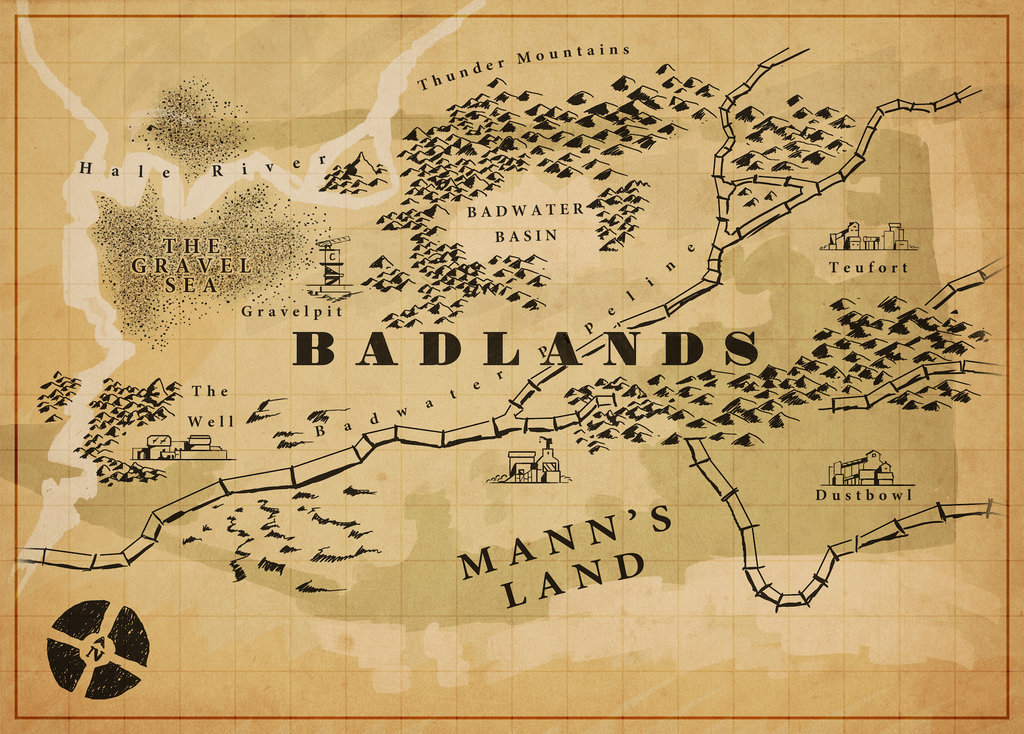 Thunder Mountains
Hale River
BADWATER
BASIN
THE
GRAVEL
SEA
C
Teufort
Gravelpit
Badwater Pipeline
BADLANDS
The
Well
Dustbowl
MANN'S
LAND
N